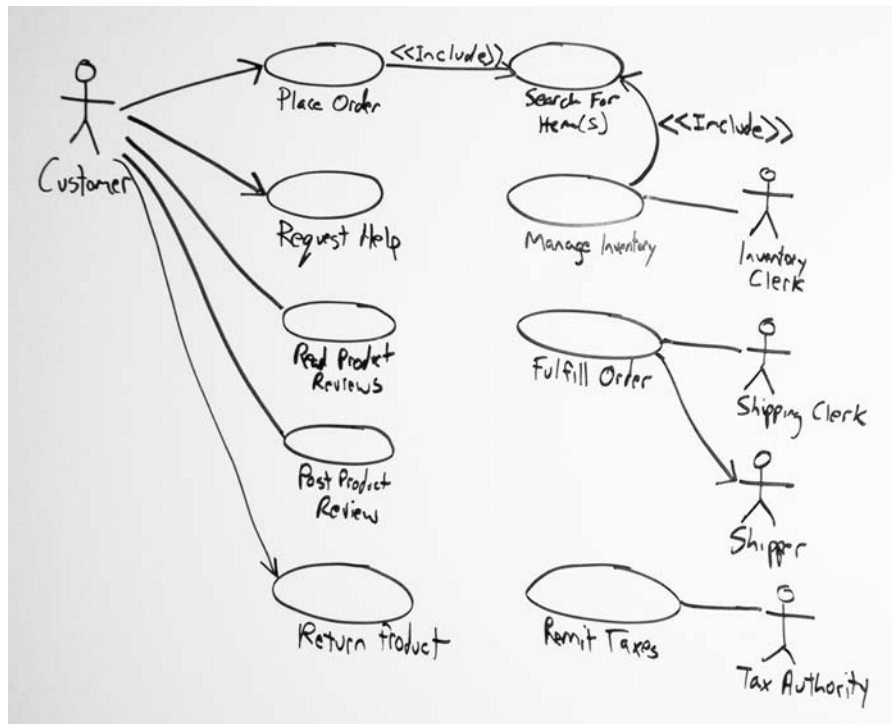 <<Include>>
Place Order
Search For
Item(s)
<<Include>>
Customer
Request Help
Manage Inventory
Inventory
Clerk
Read Product
Reviews
Fulfill Order
Shipping Clerk
Post Product
Review
Shipper
Return Product
Remit Taxes
Tax Authority